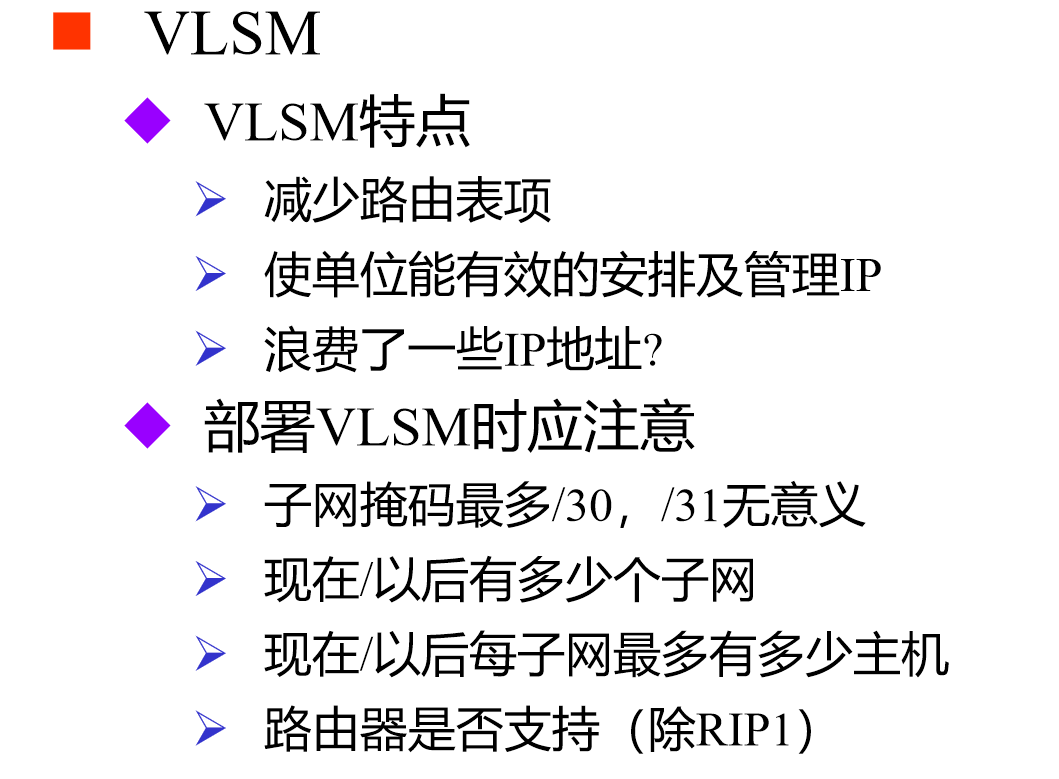 VLSM
VLSM特点
减少路由表项
使单位能有效的安排及管理IP
浪费了一些IP地址?
部署VLSM时应注意
子网掩码最多/30，/31无意义
现在/以后有多少个子网
现在/以后每子网最多有多少主机
路由器是否支持（除RIP1）